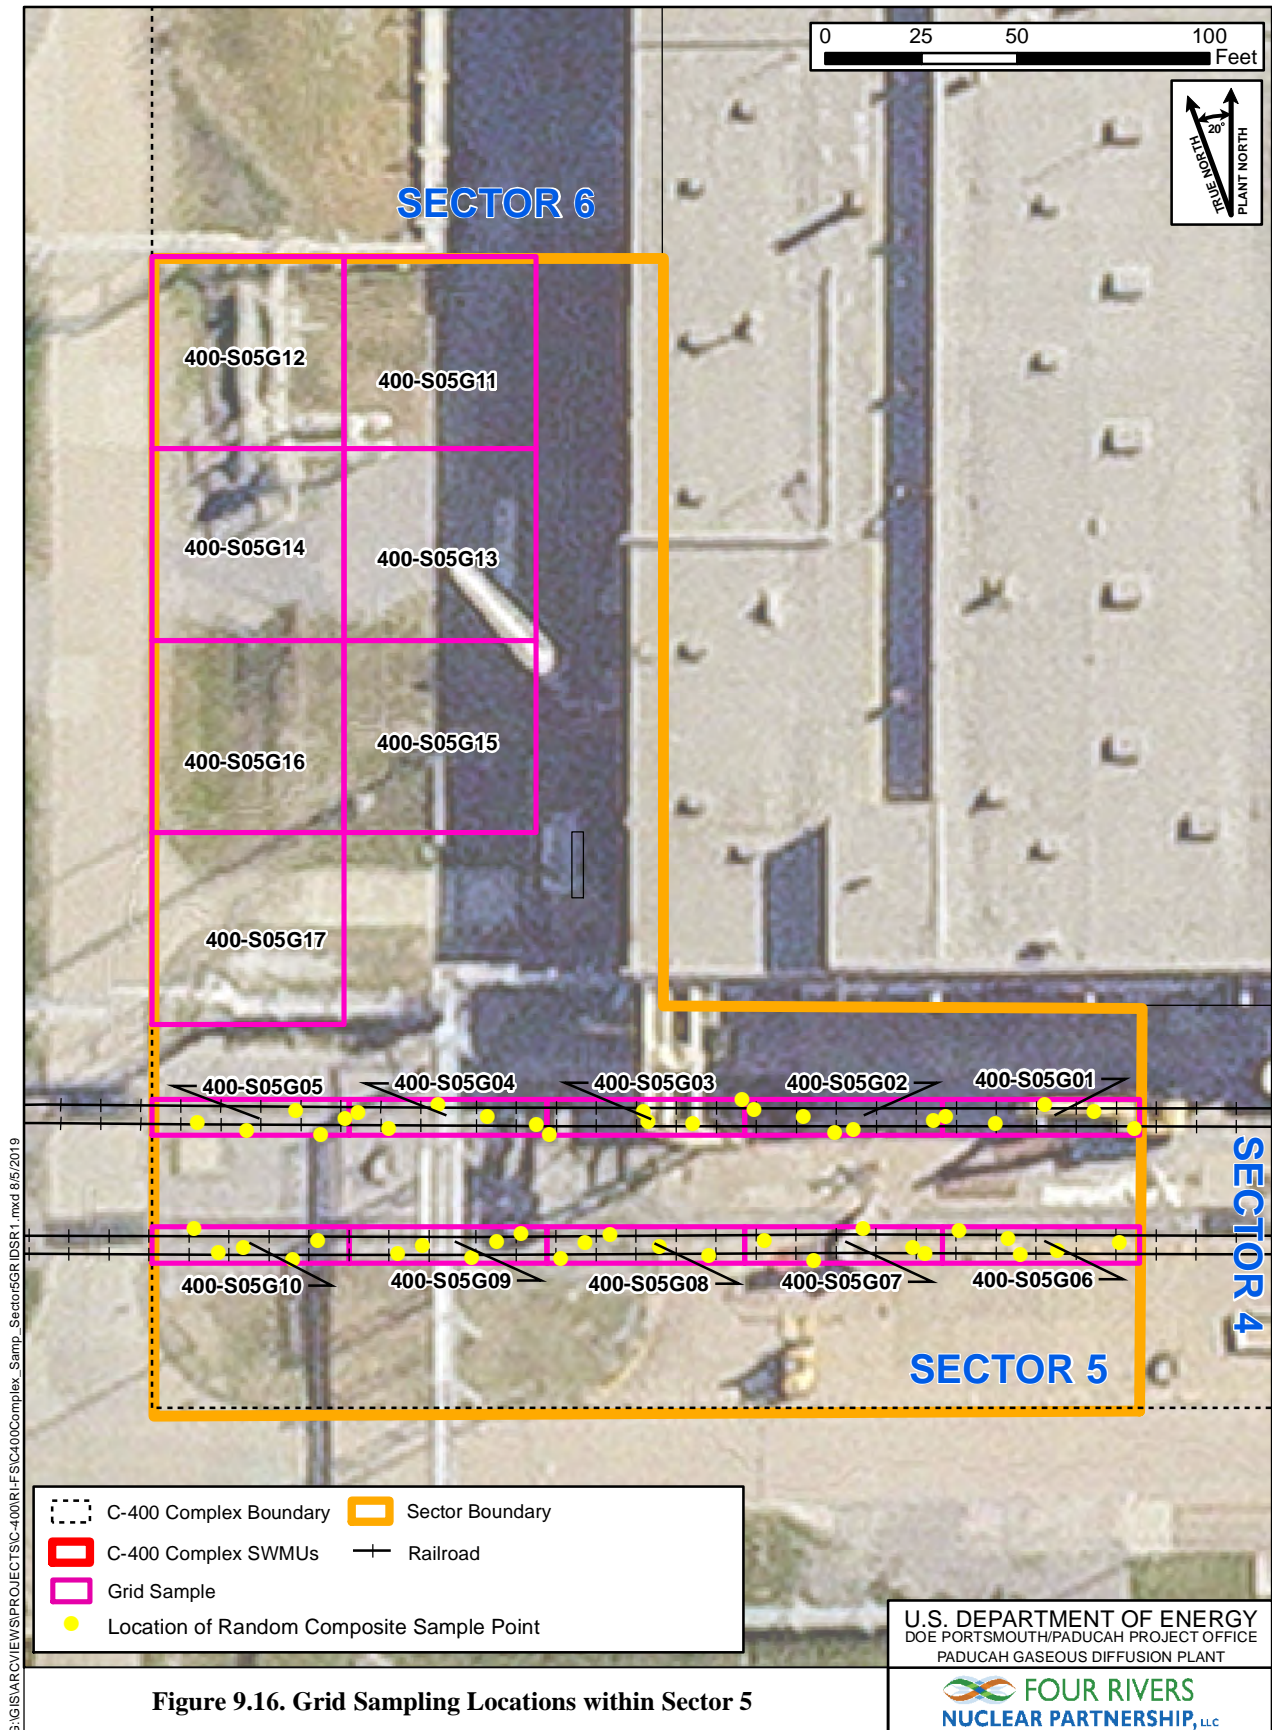 0 25 50 100
Feet
20°
TRUE NORTH
PLANT NORTH
SECTOR 6
400-S05G12
400-S05G11
400-S05G14
400-S05G13
400-S05G16
400-S05G15
400-S05G17
400-S05G05
400-S05G04
400-S05G03
400-S05G02
400-S05G01
SECTOR 4
400-S05G10
400-S05G09
400-S05G08
400-S05G07
400-S05G06
SECTOR 5
C-400 Complex Boundary
Sector Boundary
C-400 Complex SWMUs
Railroad
Grid Sample
Location of Random Composite Sample Point
G:\GIS\ARCVIEWS\PROJECTS\C-400\RI-FS\C400Complex_Samp_Sector5GRIDSR1.mxd 8/5/2019
U.S. DEPARTMENT OF ENERGY
DOE PORTSMOUTH/PADUCAH PROJECT OFFICE
PADUCAH GASEOUS DIFFUSION PLANT
FOUR RIVERS
NUCLEAR PARTNERSHIP, LLC
Figure 9.16. Grid Sampling Locations within Sector 5